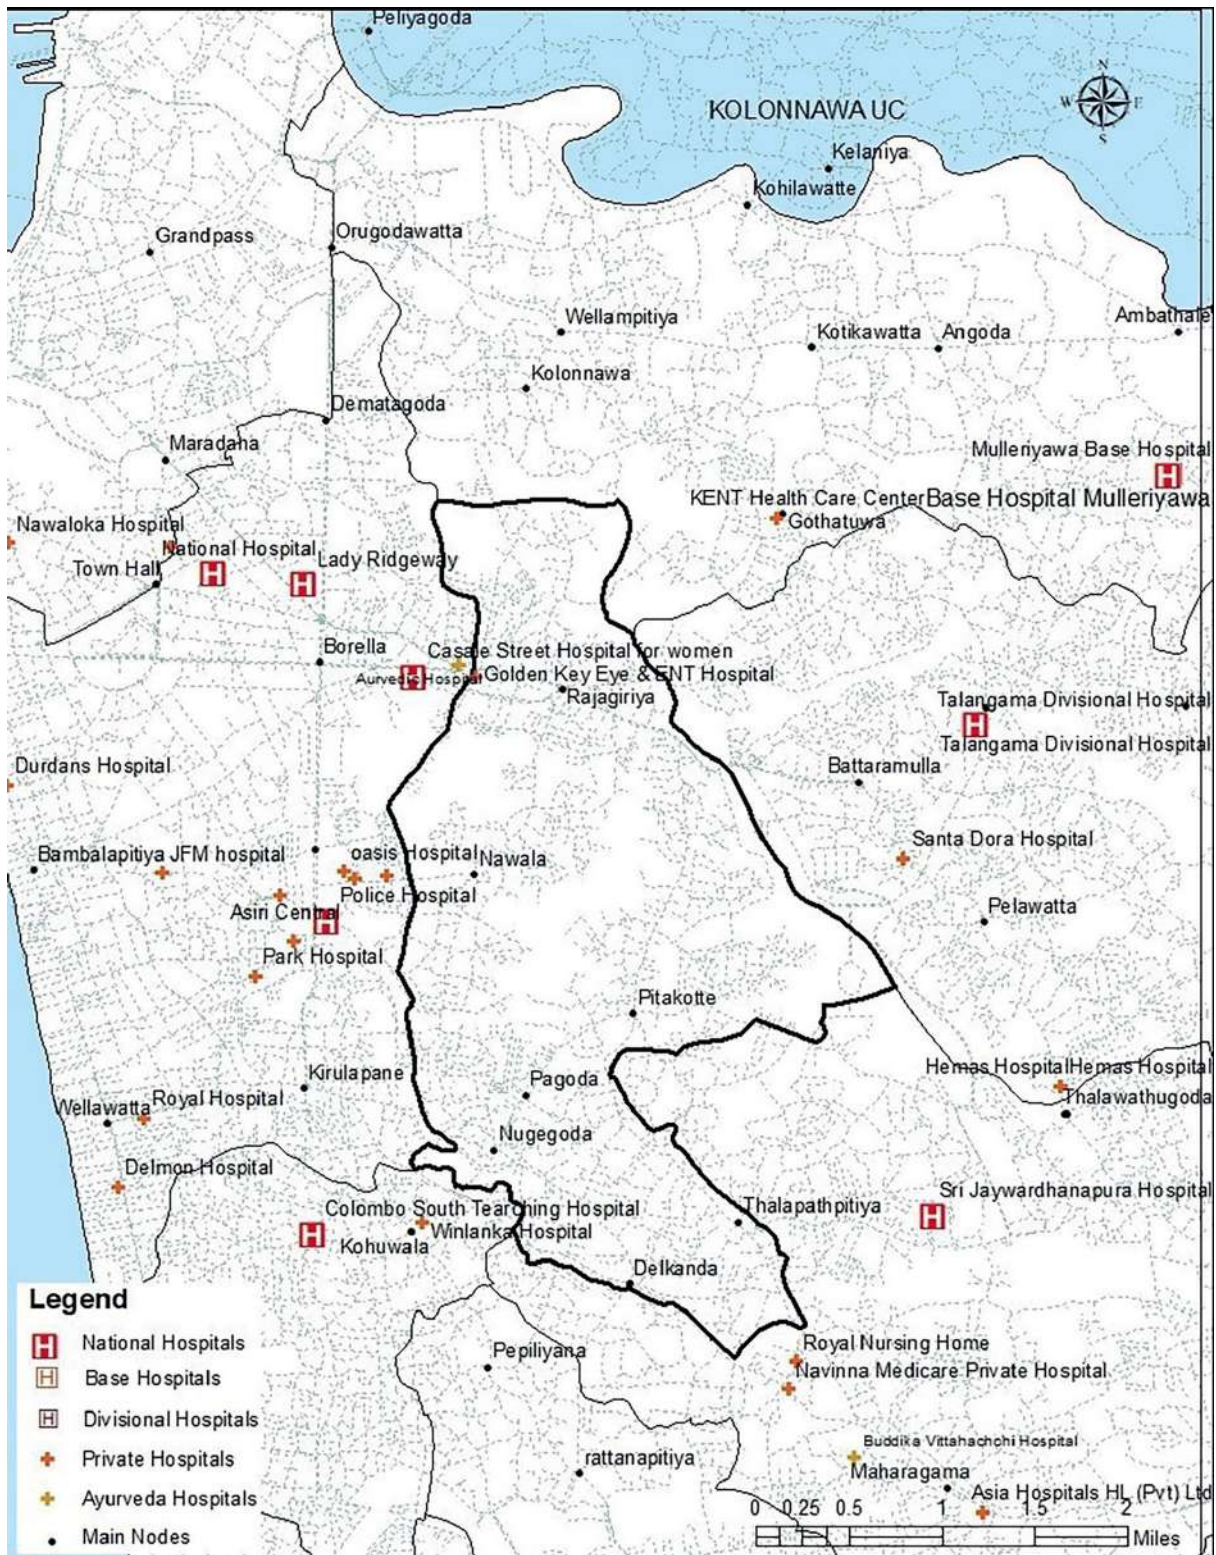 Peliyagoda
KOLONNAWA UC
N
W
E
S
Kelaniya
Kohilawatte
Grandpass
Orugodawatta
Ambathale
Wellampitiya
Kotikawatta
Angoda
Kolonnawa
Dematagoda
Maradana
Mulleriyawa Base Hospital
KENT Health Care Center
Base Hospital Mulleriyawa
Gothatuwa
Nawaloka Hospital
National Hospital
Lady Ridgeway
Town Hall
Borella
Castle Street Hospital for women
Aurvedic Hospital
Golden Key Eye & ENT Hospital
Rajagiriya
Talangama Divisional Hospital
Talangama Divisional Hospital
Durdans Hospital
Battaramulla
Santa Dora Hospital
Bambalapitiya
JFM hospital
oasis Hospital
Nawala
Police Hospital
Asiri Central
Pelawatta
Park Hospital
Pitakotte
Kirulapane
Pagoda
Hemas Hospital
Hemas Hospital
Thalawathugoda
Wellawatta
Royal Hospital
Nugegoda
Delmon Hospital
Sri Jaywardhanapura Hospital
Colombo South Tearching Hospital
Thalapathpitiya
Winlanka Hospital
Kohuwala
Delkanda
Royal Nursing Home
Pepiliyana
Navinna Medicare Private Hospital
Buddika Vittahachchi Hospital
rattanapitiya
Maharagama
Asia Hospitals HL (Pvt) Ltd
0 0.25 0.5 1 1.5 2
Miles
Legend
National Hospitals
Base Hospitals
Divisional Hospitals
Private Hospitals
Ayurveda Hospitals
Main Nodes